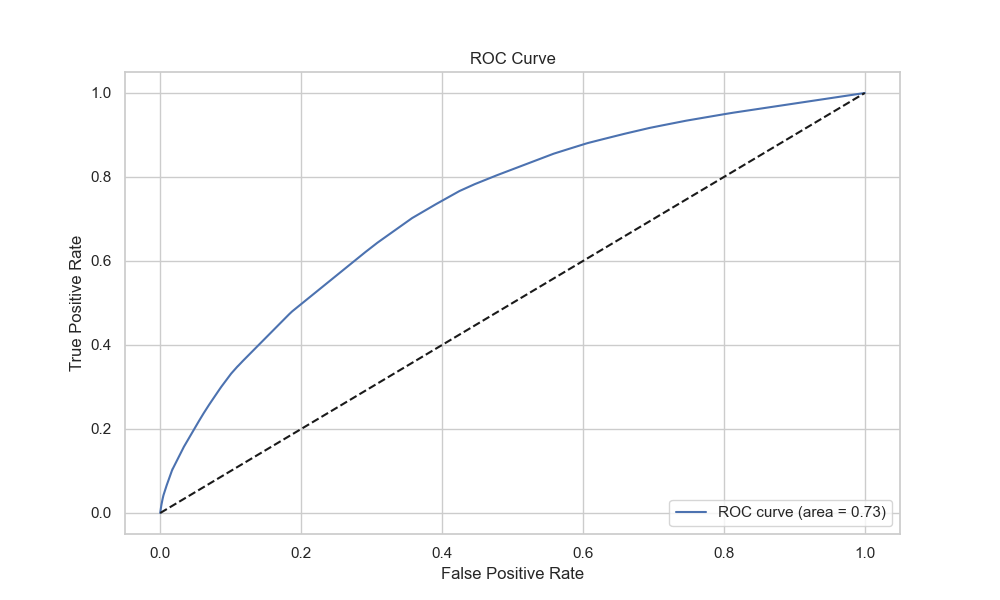 ROC Curve
True Positive Rate
1.0
0.8
0.6
0.4
0.2
0.0
ROC curve (area = 0.73)
0.0 0.2 0.4 0.6 0.8 1.0
False Positive Rate